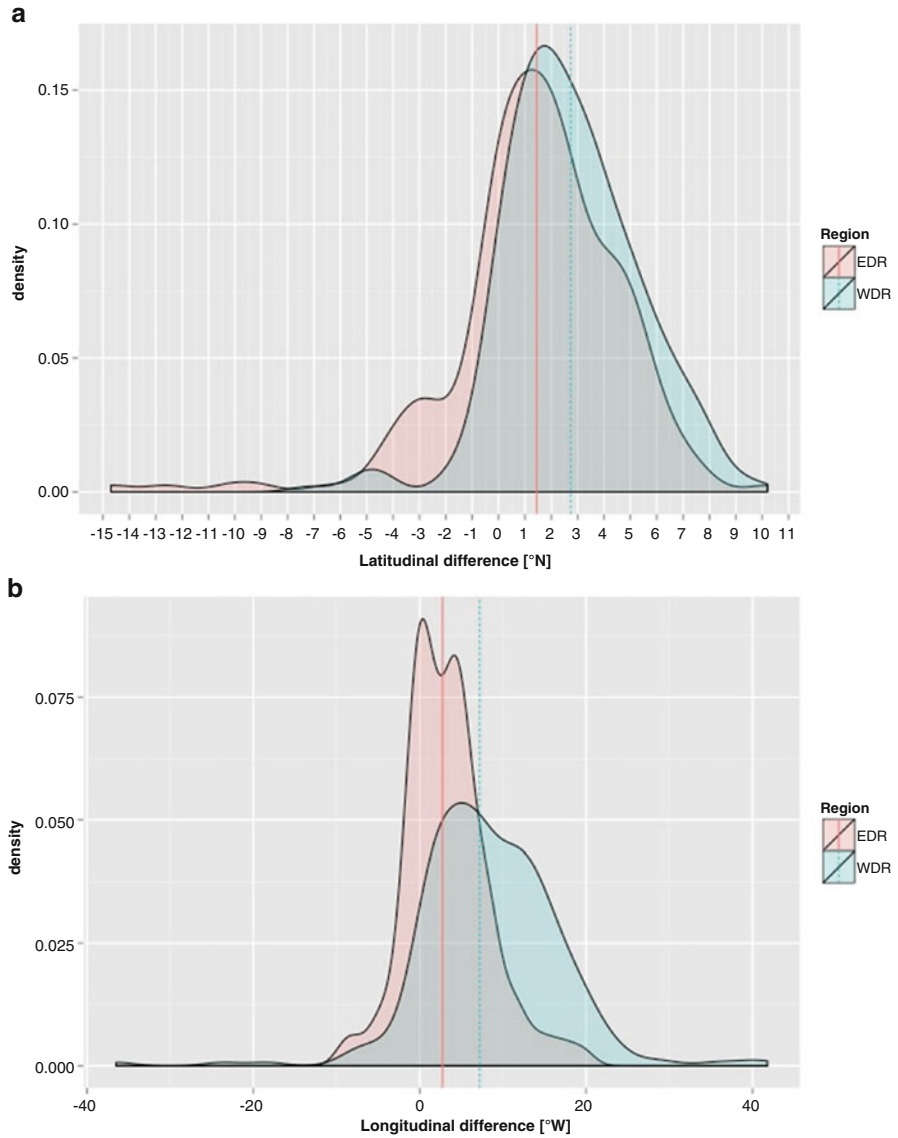 a
0.15
0.10
0.05
0.00
density
-15 -14 -13 -12 -11 -10 -9 -8 -7 -6 -5 -4 -3 -2 -1 0 1 2 3 4 5 6 7 8 9 10 11
Latitudinal difference [°N]
Region
EDR
WDR
b
0.075
0.050
0.025
0.000
density
-40 -20 0 20 40
Longitudinal difference [°W]
Region
EDR
WDR